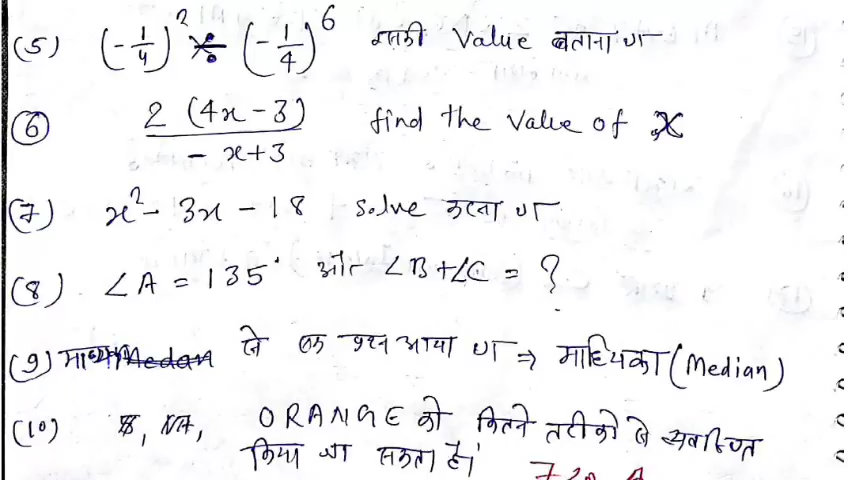 (5) (-1/4)² ÷ (-1/4)⁶ इसकी Value बताना था
(6) 2(4x-3)/-x+3 find the value of x
(7) x²-3x-18 solve करना था
(8) ∠A = 135° और ∠B+∠C = ?
(9) से एक प्रश्न आया था ⇒ माध्यिका (Median)
(10) ORANGE को कितने तरीको से व्यवस्थित
किया जा सकता है।